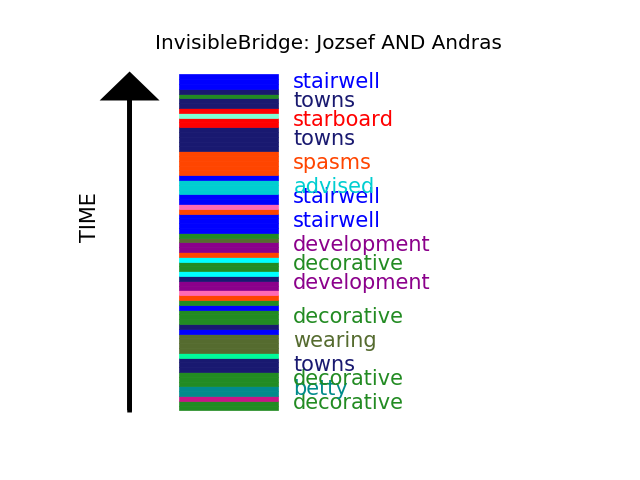 InvisibleBridge: Jozsef AND Andras
stairwell
towns
starboard
towns
spasms
advised
stairwell
stairwell
development
decorative
development
decorative
wearing
towns
decorative
betty
decorative
TIME